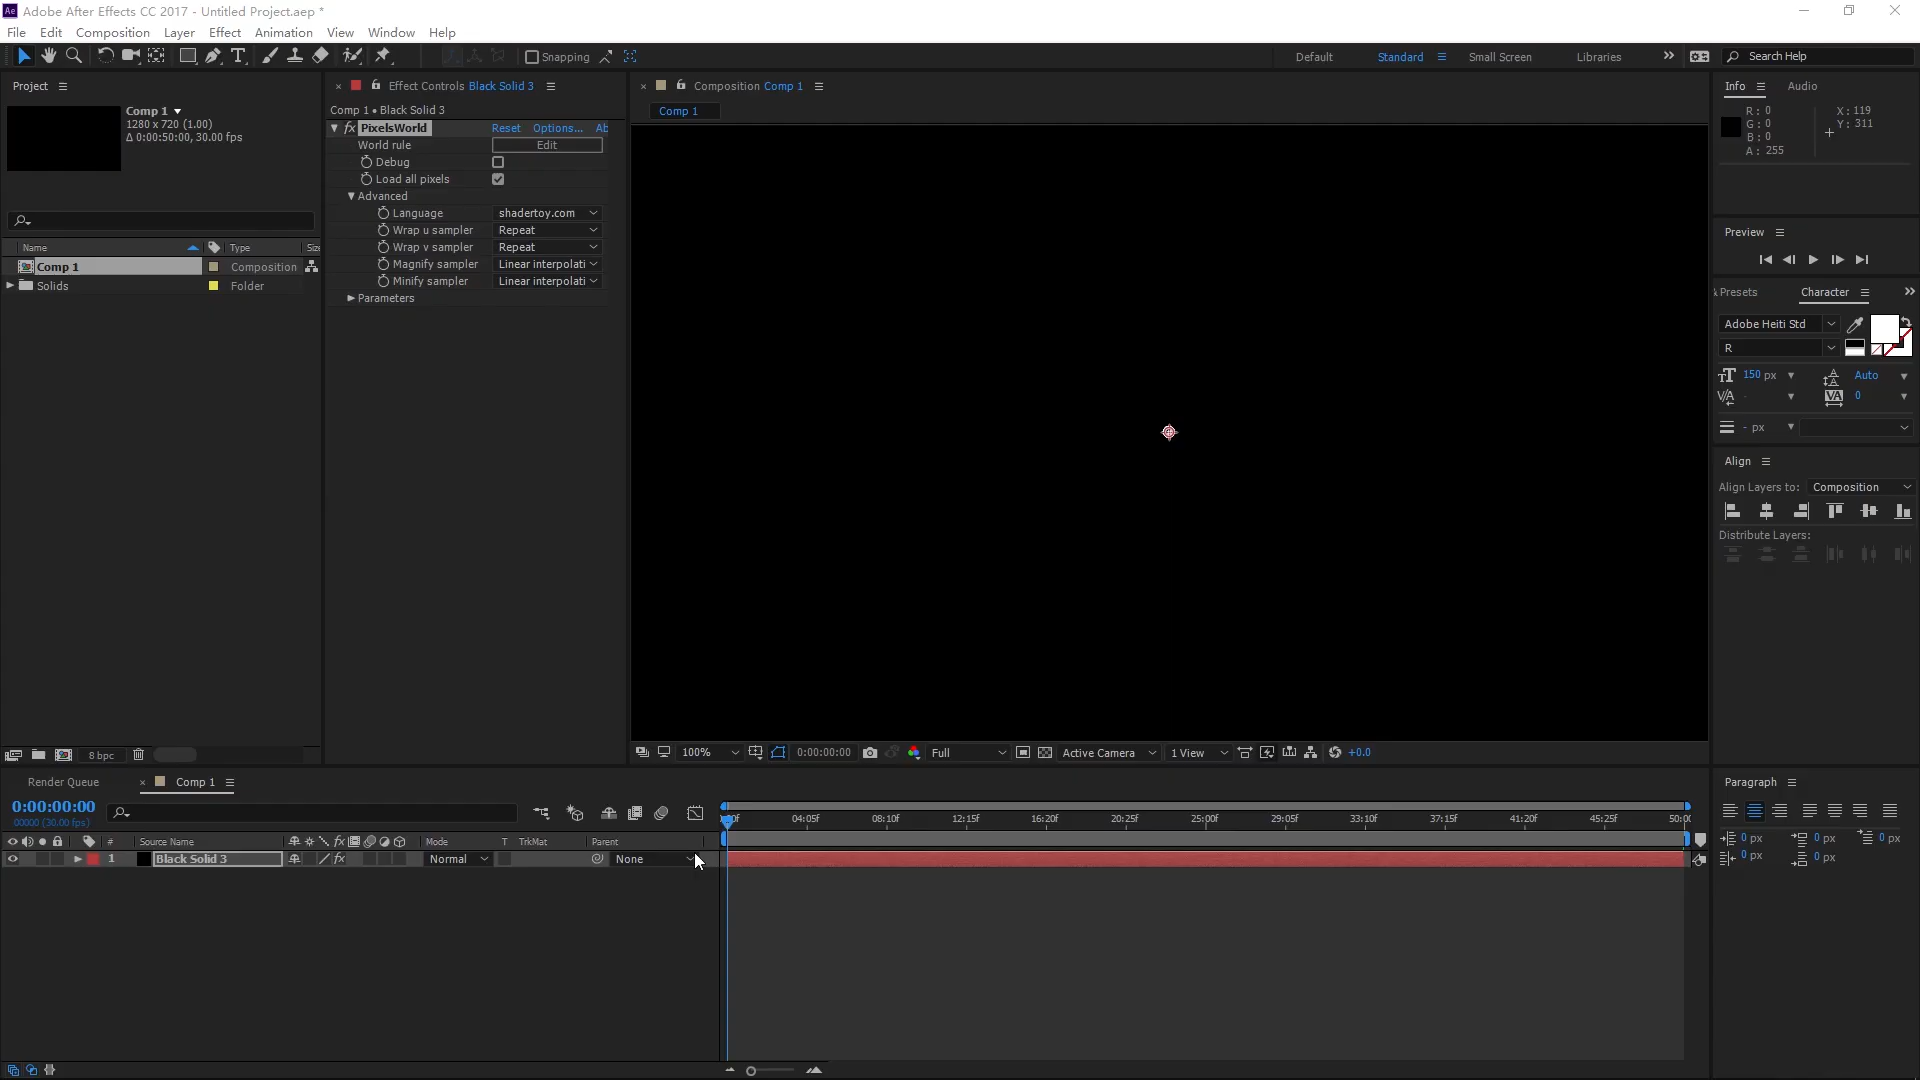 Adobe After Effects CC 2017 - Untitled Project.aep *
File Edit Composition Layer Effect Animation View Window Help
Snapping
Default Standard Small Screen Libraries
Search Help
Project
Comp 1
1280 x 720 (1.00)
Δ 0:00:50:00, 30.00 fps
Name Type Size
Comp 1 Composition
Solids Folder
8 bpc
Effect Controls Black Solid 3
Comp 1 • Black Solid 3
fx PixelsWorld Reset Options... Ab
World rule Edit
Debug
Load all pixels
Advanced
Language shadertoy.com
Wrap u sampler Repeat
Wrap v sampler Repeat
Magnify sampler Linear interpolati
Minify sampler Linear interpolati
Parameters
Composition Comp 1
Comp 1
100% 0:00:00:00 Full Active Camera 1 View +0.0
Info Audio
R: 0 X: 119
G: 0 Y: 311
B: 0
A: 255
Preview
& Presets Character
Adobe Heiti Std
R
150 px Auto
- 0
- px
Align
Align Layers to: Composition
Distribute Layers:
Render Queue Comp 1
0:00:00:00
00000 (30.00 fps)
04:05f 08:10f 12:15f 16:20f 20:25f 25:00f 29:05f 33:10f 37:15f 41:20f 45:25f 50:00
# Source Name fx Mode T TrkMat Parent
1 Black Solid 3 fx Normal None
Paragraph
0 px 0 px 0 px
0 px 0 px